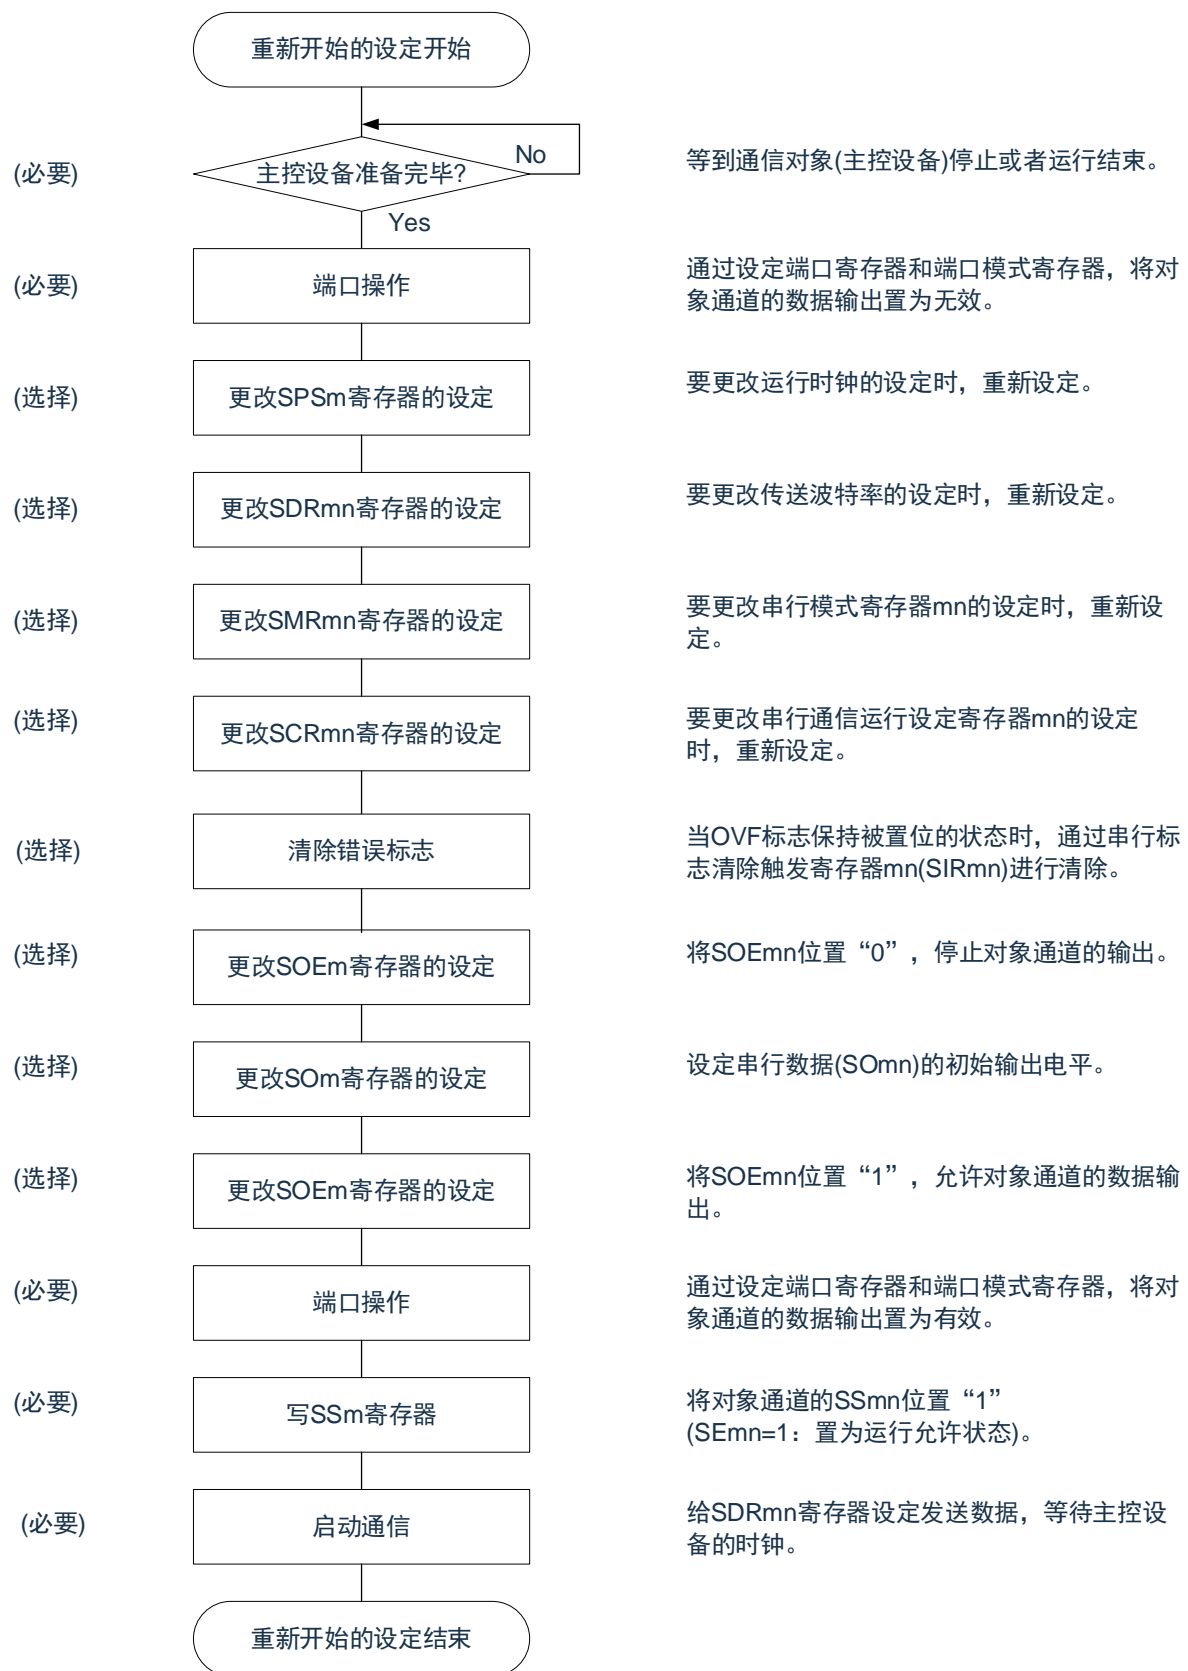 重新开始的设定开始
(必要)
主控设备准备完毕?
No
等到通信对象(主控设备)停止或者运行结束。
Yes
(必要)
端口操作
通过设定端口寄存器和端口模式寄存器，将对
象通道的数据输出置为无效。
(选择)
更改SPSm寄存器的设定
要更改运行时钟的设定时，重新设定。
(选择)
更改SDRmn寄存器的设定
要更改传送波特率的设定时，重新设定。
(选择)
更改SMRmn寄存器的设定
要更改串行模式寄存器mn的设定时，重新设
定。
(选择)
更改SCRmn寄存器的设定
要更改串行通信运行设定寄存器mn的设定
时，重新设定。
(选择)
清除错误标志
当OVF标志保持被置位的状态时，通过串行标
志清除触发寄存器mn(SIRmn)进行清除。
(选择)
更改SOEm寄存器的设定
将SOEmn位置“0”，停止对象通道的输出。
(选择)
更改SOm寄存器的设定
设定串行数据(SOmn)的初始输出电平。
(选择)
更改SOEm寄存器的设定
将SOEmn位置“1”，允许对象通道的数据输
出。
(必要)
端口操作
通过设定端口寄存器和端口模式寄存器，将对
象通道的数据输出置为有效。
(必要)
写SSm寄存器
将对象通道的SSmn位置“1”
(SEmn=1：置为运行允许状态)。
(必要)
启动通信
给SDRmn寄存器设定发送数据，等待主控设
备的时钟。
重新开始的设定结束